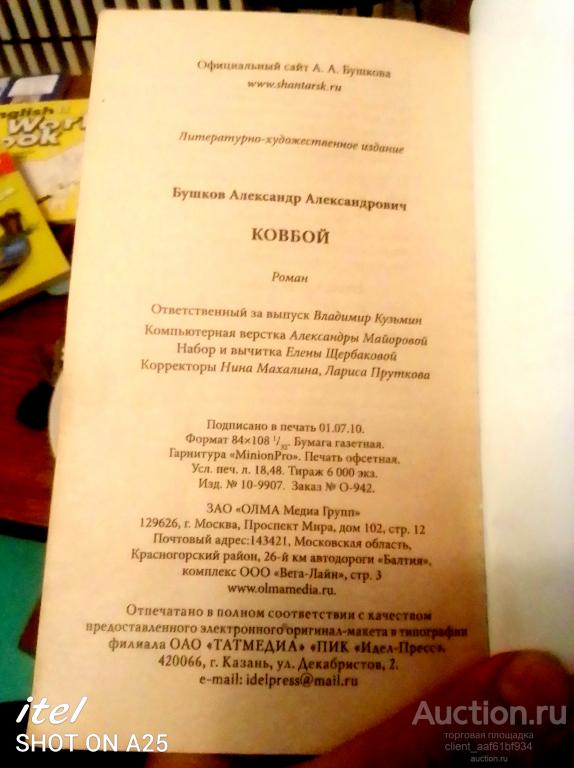 Официальный сайт А. А. Бушкова
www.shantarsk.ru
Литературно-художественное издание
Бушков Александр Александрович
КОВБОЙ
Роман
Ответственный за выпуск Владимир Кузьмин
Компьютерная верстка Александры Майоровой
Набор и вычитка Елены Щербаковой
Корректоры Нина Махалина, Лариса Пруткова
Подписано в печать 01.07.10.
Формат 84×108 1/32. Бумага газетная.
Гарнитура «MinionPro». Печать офсетная.
Усл. печ. л. 18,48. Тираж 6 000 экз.
Изд. № 10-9907. Заказ № О-942.
ЗАО «ОЛМА Медиа Групп»
129626, г. Москва, Проспект Мира, дом 102, стр. 12
Почтовый адрес:143421, Московская область,
Красногорский район, 26-й км автодороги «Балтия»,
комплекс ООО «Вега-Лайн», стр. 3
www.olmamedia.ru.
Отпечатано в полном соответствии с качеством
предоставленного электронного оригинал-макета в типографии
филиала ОАО «ТАТМЕДИА» «ПИК «Идел-Пресс».
420066, г. Казань, ул. Декабристов, 2.
e-mail: idelpress@mail.ru
nglish
Work
ook
itel
SHOT ON A25
Auction.ru
торговая площадка
client_aaf61bf934
auction.ru